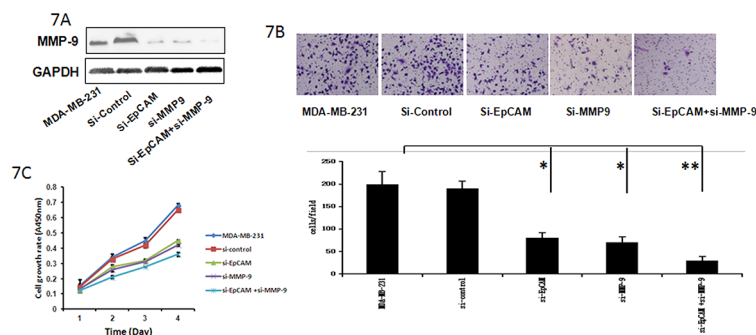 7A
MMP-9
GAPDH
MDA-MB-231
Si-Control
Si-EpCAM
si-MMP9
Si-EpCAM+si-MMP-9
7B
MDA-MB-231
Si-Control
Si-EpCAM
Si-MMP9
Si-EpCAM+si-MMP-9
cells/field
250
200
150
100
50
0
*
*
**
MDA-MB-231
si-control
si-EpCAM
si-MMP-9
si-EpCAM +si-MMP-9
7C
Cell growth rate (A450nm)
0.8
0.7
0.6
0.5
0.4
0.3
0.2
0.1
0
1 2 3 4
Time (Day)
MDA-MB-231
si-control
si-EpCAM
si-MMP-9
si-EpCAM +si-MMP-9